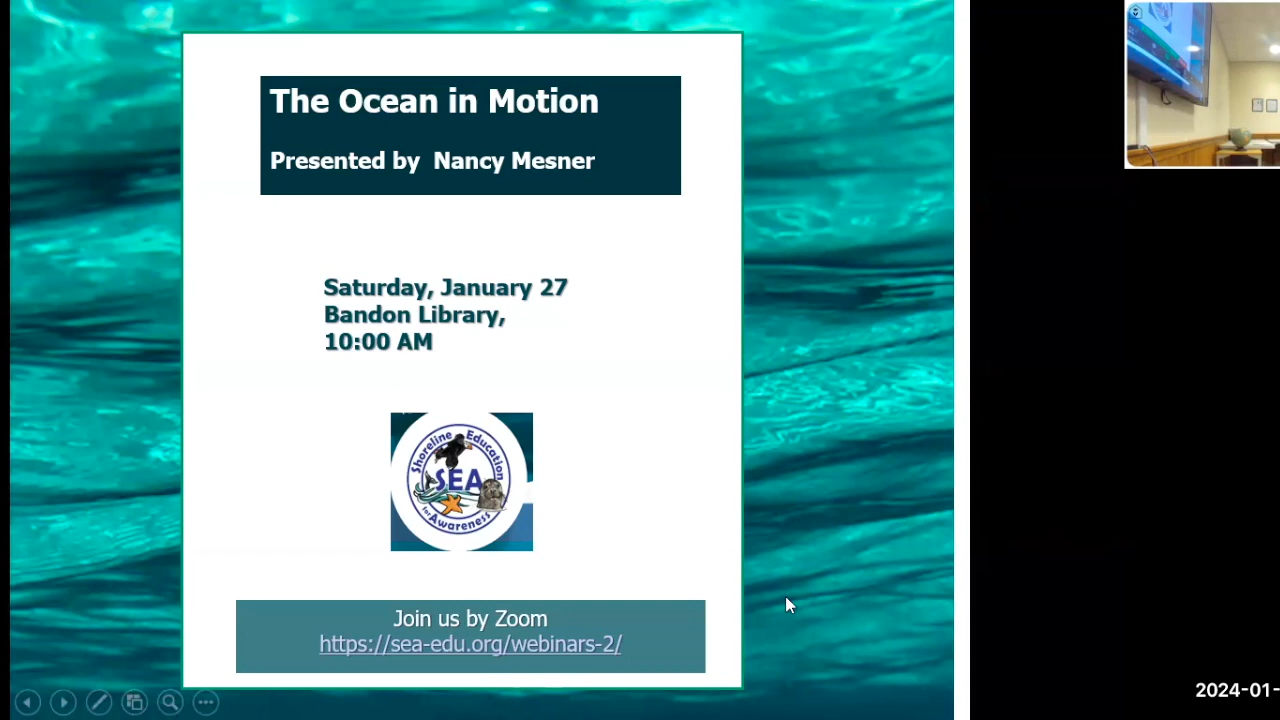 The Ocean in Motion
Presented by Nancy Mesner
Saturday, January 27
Bandon Library,
10:00 AM
Shoreline Education
SEA
for Awareness
Join us by Zoom
https://sea-edu.org/webinars-2/
2024-01-